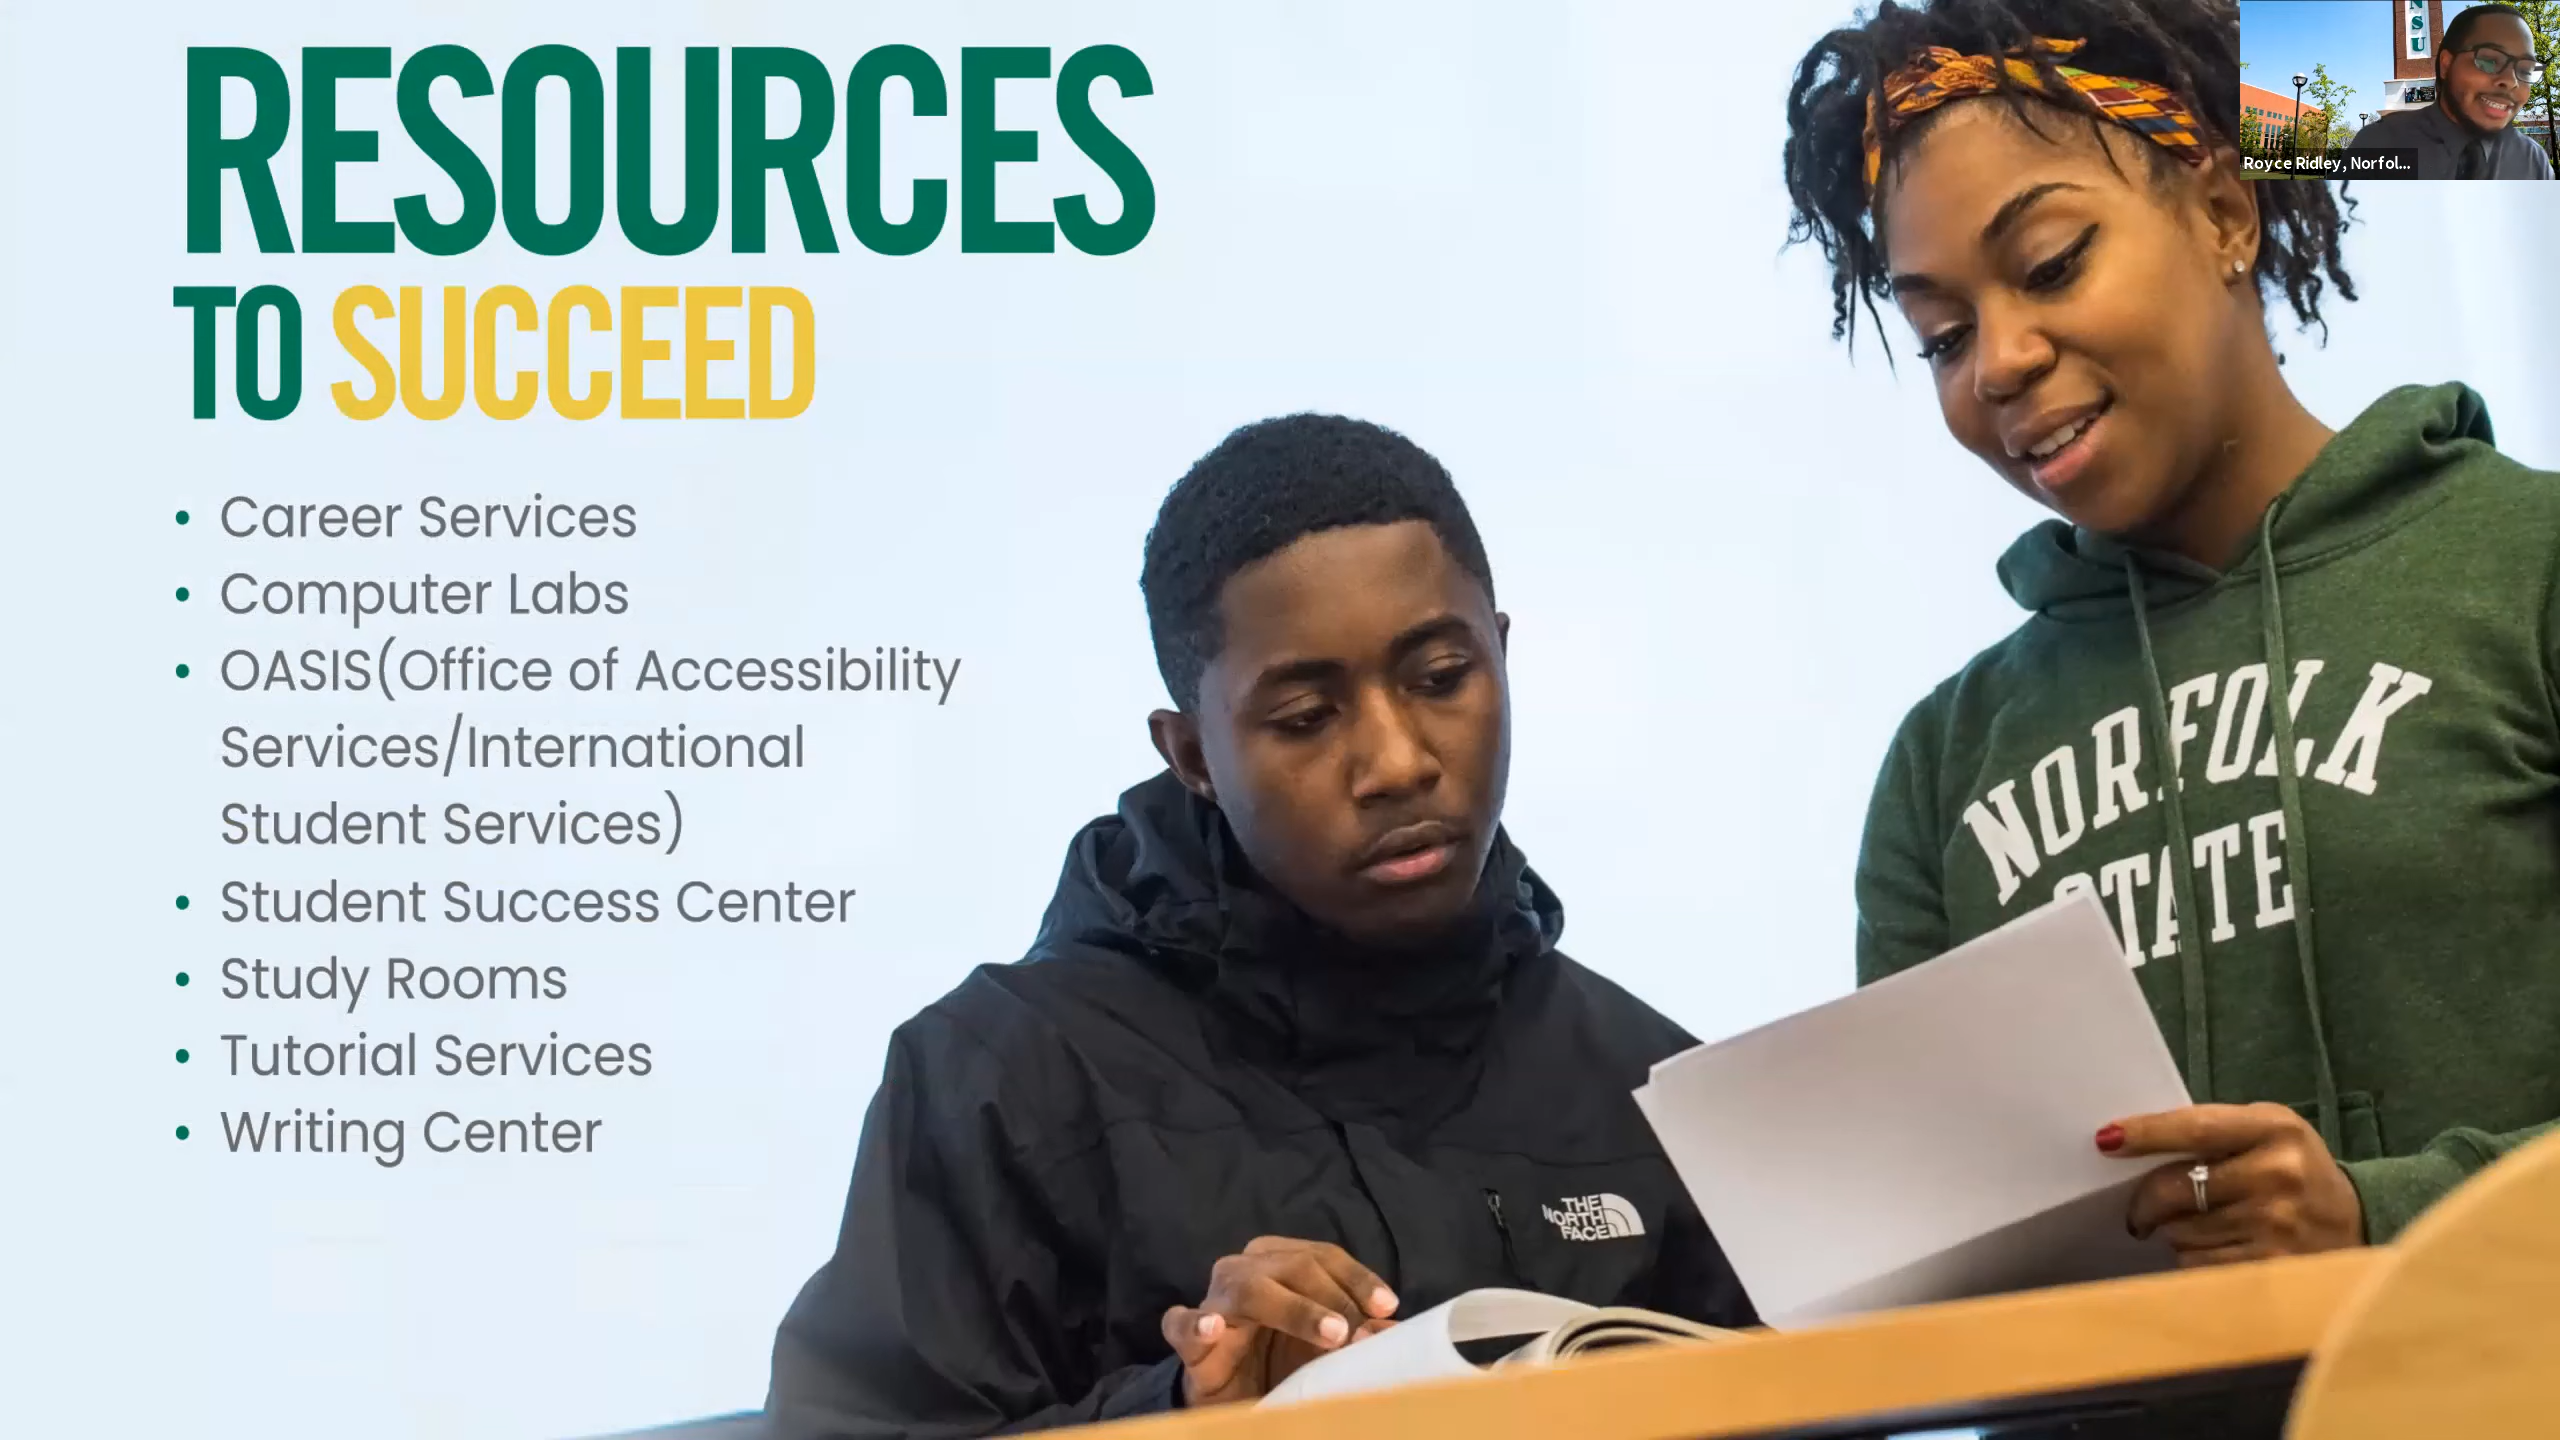 RESOURCES
TO SUCCEED
• Career Services
• Computer Labs
• OASIS(Office of Accessibility
Services/International
Student Services)
• Student Success Center
• Study Rooms
• Tutorial Services
• Writing Center
NSU
Royce Ridley, Norfol...
NORFOLK
STATE
THE
NORTH
FACE